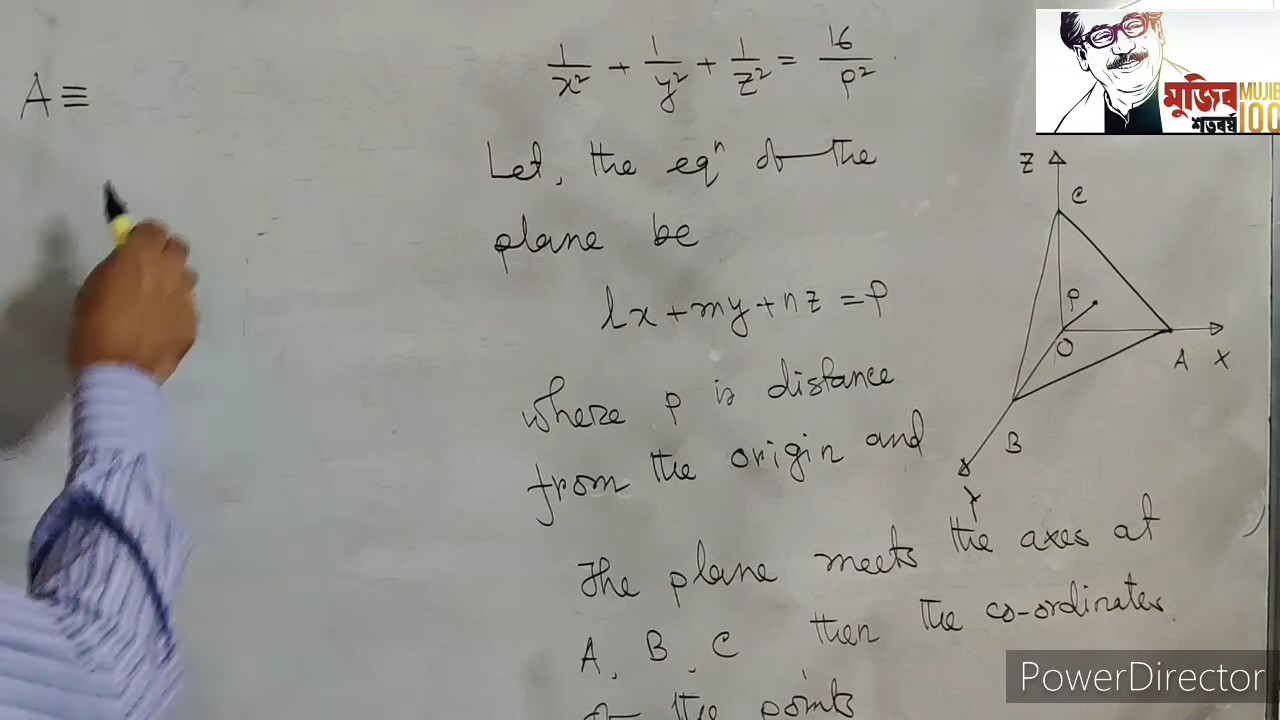 A ≡
1/x² + 1/y² + 1/z² = 16/p²
Let, the eqⁿ of the
plane be
lx + my + nz = p
where p is distance
from the origin and
The plane meets the axes at
A, B, C then the co-ordinates
of the points
Z
C
P
O
A X
B
Y
মুজিব MUJIB
শতবর্ষ 100
PowerDirector